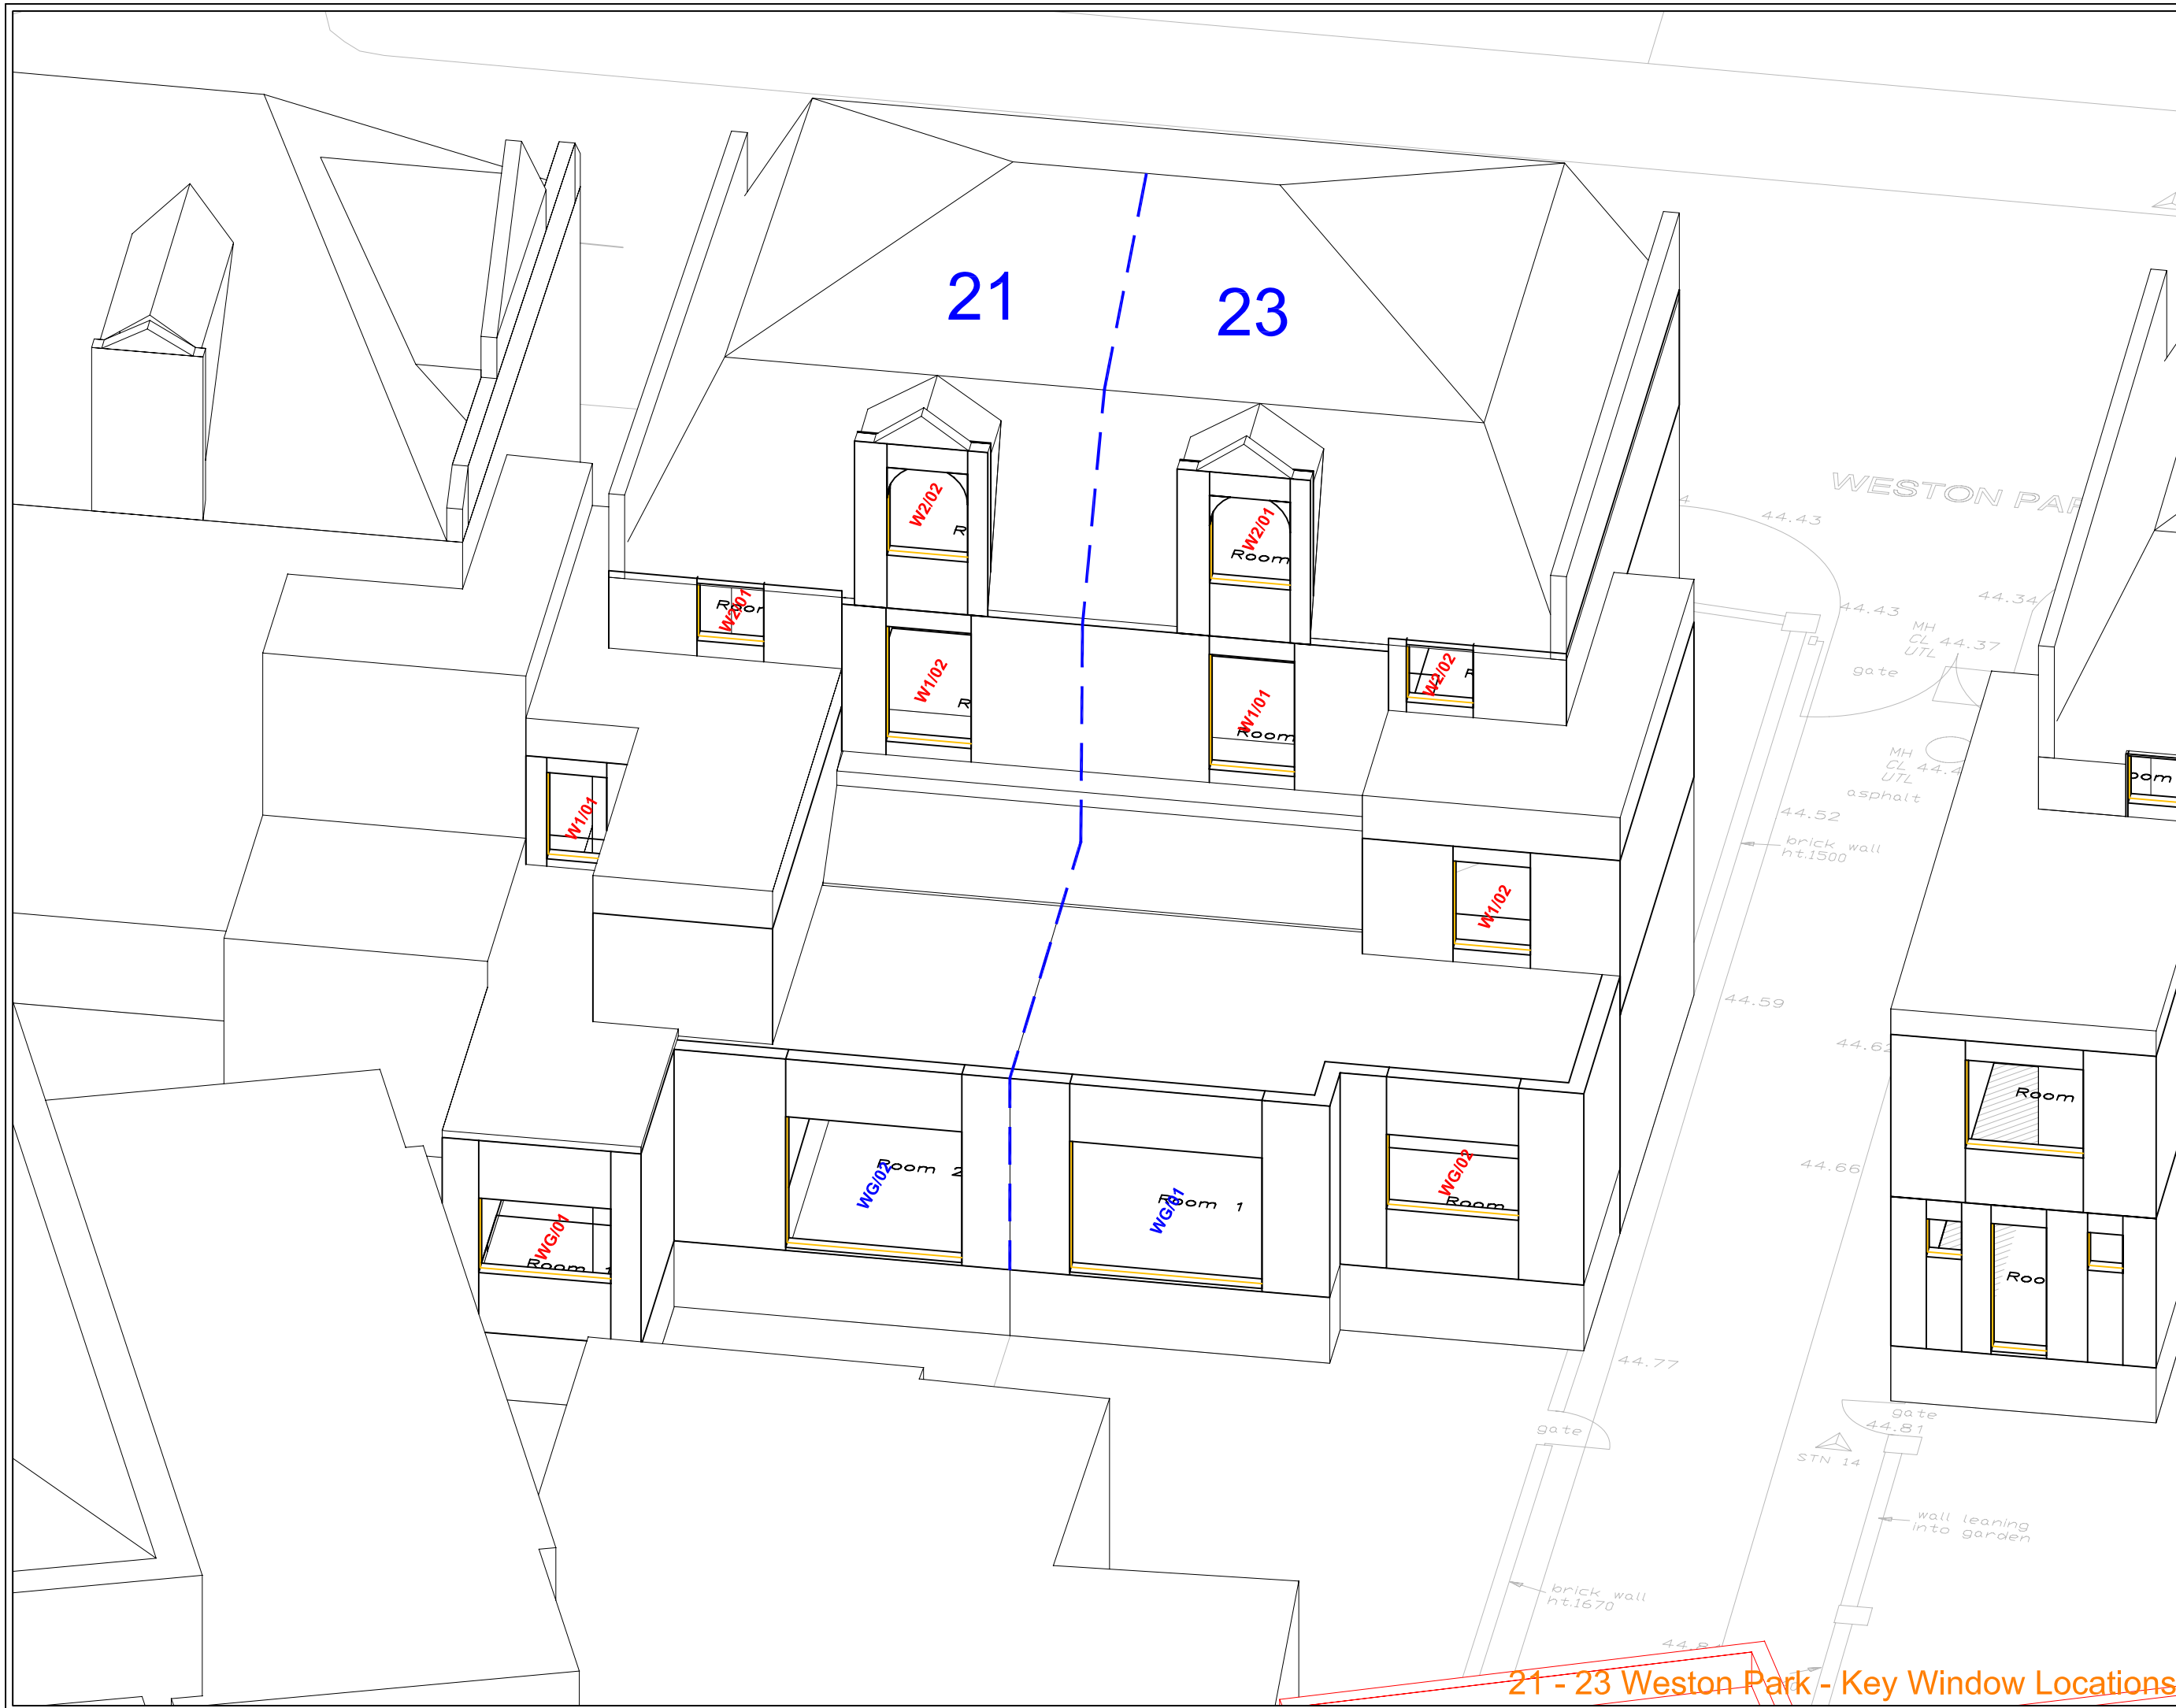 21
23
W2/02
R
W2/01
Room
W2/01
W1/02
R
W1/01
Room
W2/02
W1/01
W1/02
WG/02
Room 2
WG/01
Room 1
WG/02
Room
WG/01
Room 1
WESTON PAR
44.43
44.43
44.34
MH
CL 44.37
UTL
gate
MH
CL 44.4
UTL
asphalt
44.52
brick wall
ht.1500
44.59
44.62
44.66
Room
Roo
oom
44.77
gate
gate
44.81
STN 14
wall leaning
into garden
brick wall
ht.1670
21 - 23 Weston Park - Key Window Locations